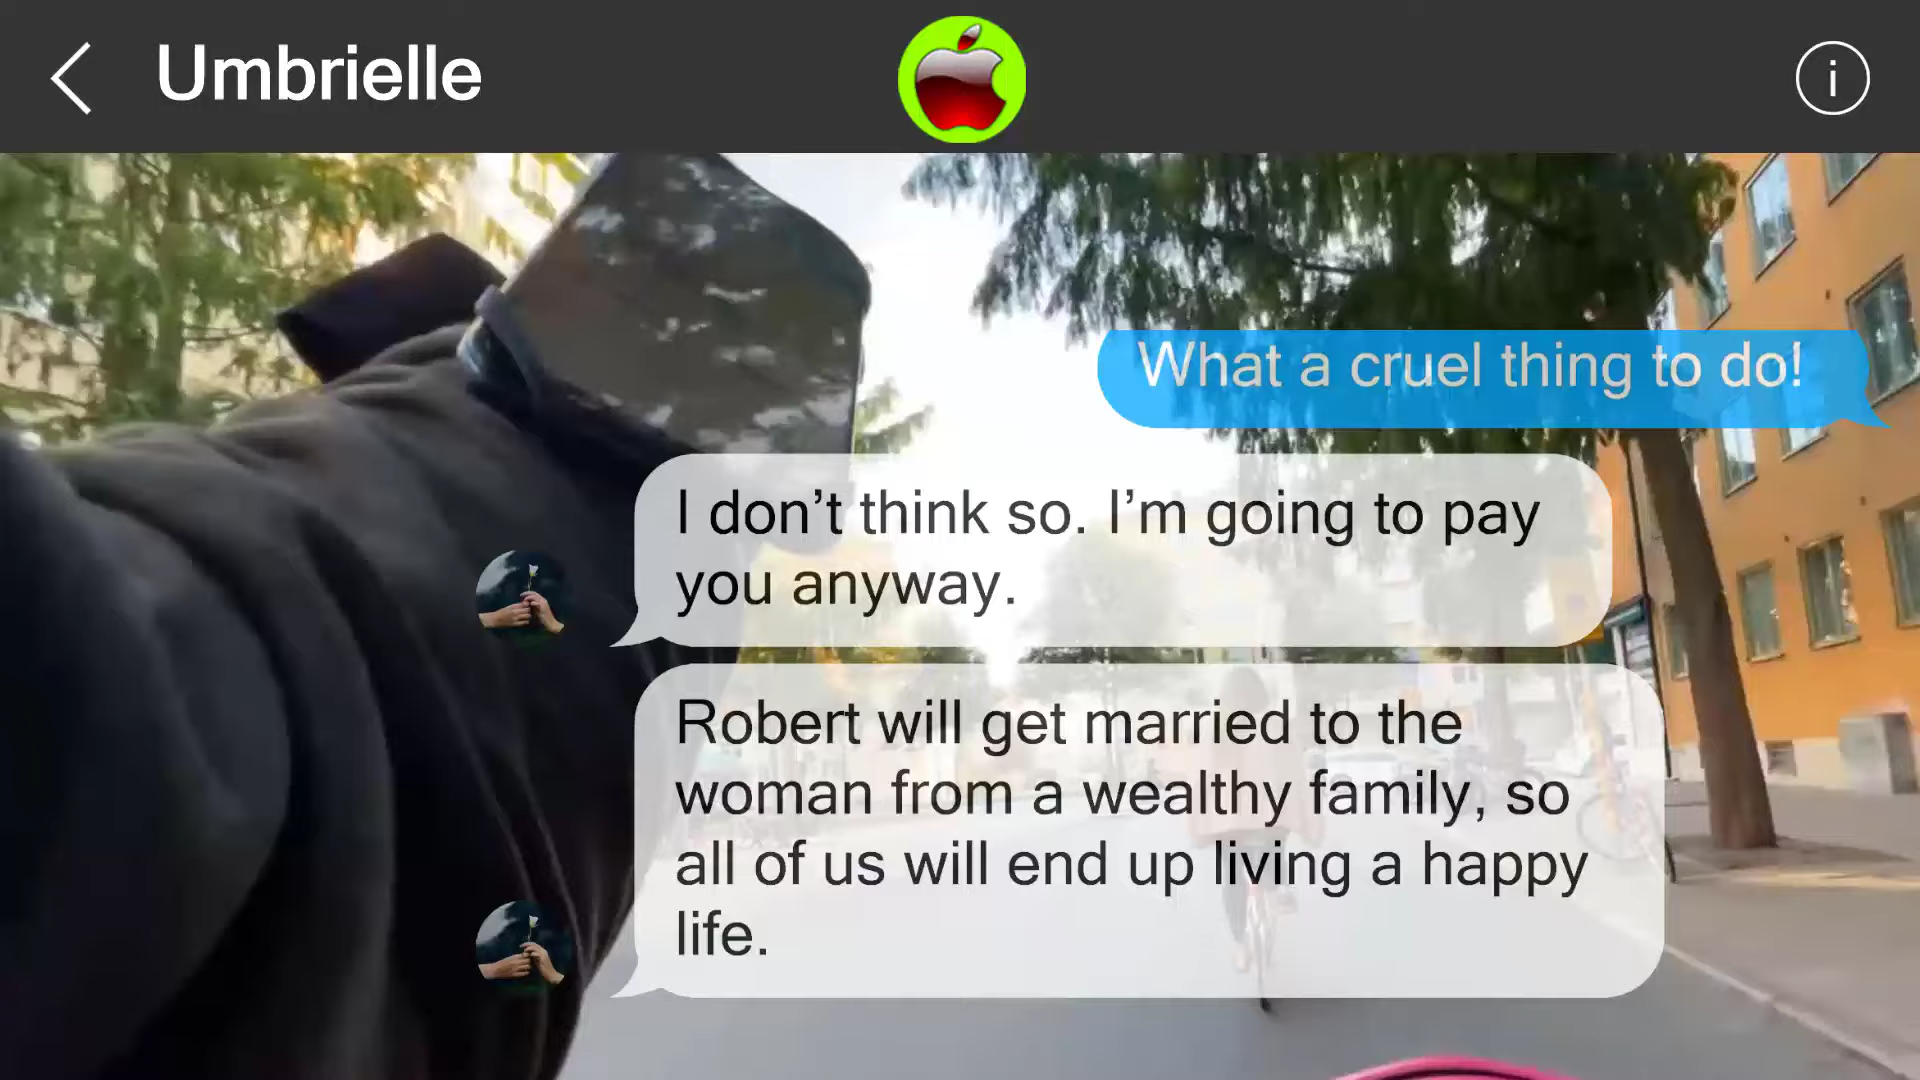 Umbrielle
i
What a cruel thing to do!
I don’t think so. I’m going to pay
you anyway.
Robert will get married to the
woman from a wealthy family, so
all of us will end up living a happy
life.